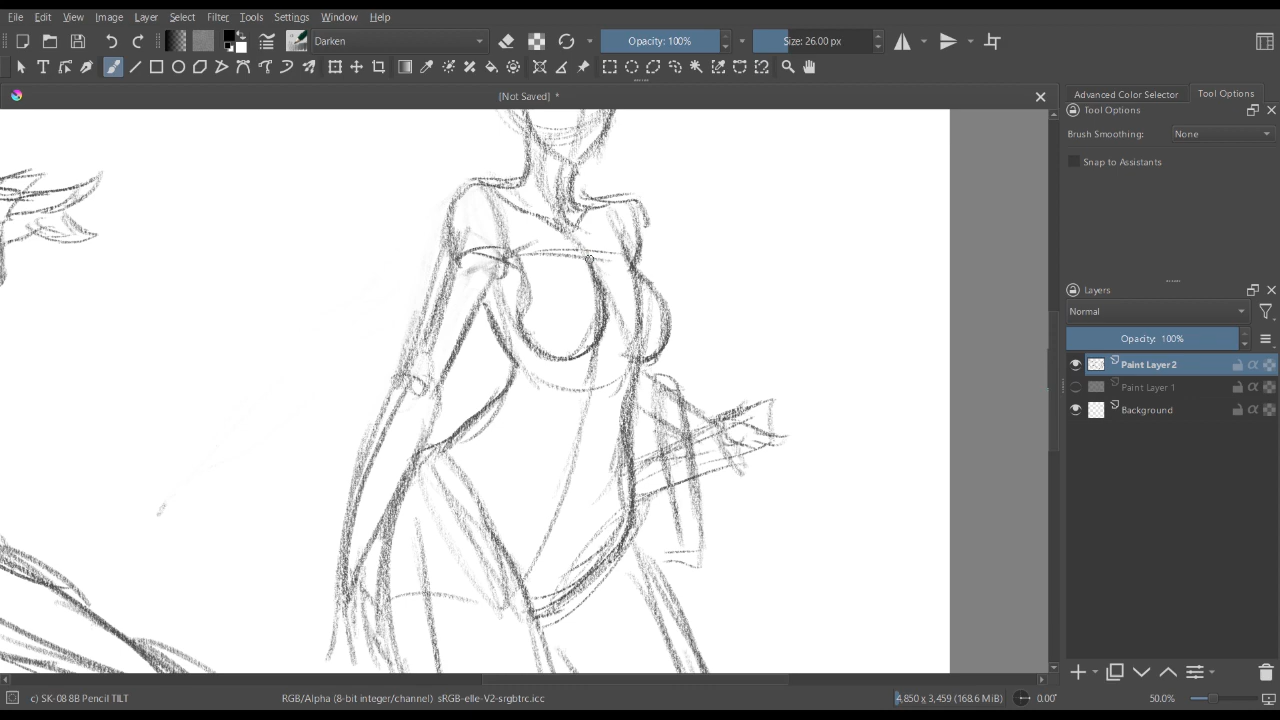 File Edit View Image Layer Select Filter Tools Settings Window Help
Darken Opacity: 100% Size: 26.00 px
[Not Saved] *
Advanced Color Selector Tool Options
Tool Options
Brush Smoothing: None
Snap to Assistants
Layers
Normal
Opacity: 100%
Paint Layer 2
Paint Layer 1
Background
c) SK-08 8B Pencil TILT RGB/Alpha (8-bit integer/channel) sRGB-elle-V2-srgbtrc.icc 4,850 x 3,459 (168.6 MiB) 0.00° 50.0%